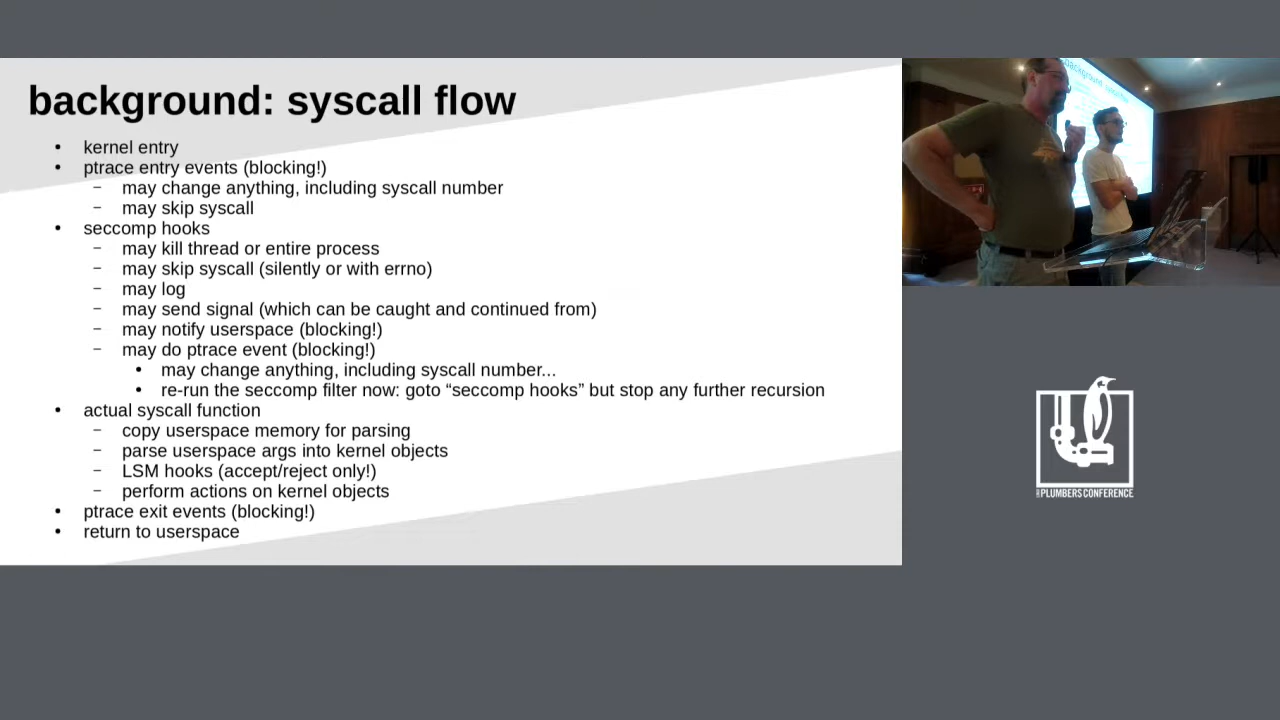 background: syscall flow
• kernel entry
• ptrace entry events (blocking!)
– may change anything, including syscall number
– may skip syscall
• seccomp hooks
– may kill thread or entire process
– may skip syscall (silently or with errno)
– may log
– may send signal (which can be caught and continued from)
– may notify userspace (blocking!)
– may do ptrace event (blocking!)
• may change anything, including syscall number...
• re-run the seccomp filter now: goto “seccomp hooks” but stop any further recursion
• actual syscall function
– copy userspace memory for parsing
– parse userspace args into kernel objects
– LSM hooks (accept/reject only!)
– perform actions on kernel objects
• ptrace exit events (blocking!)
• return to userspace
PLUMBERS CONFERENCE